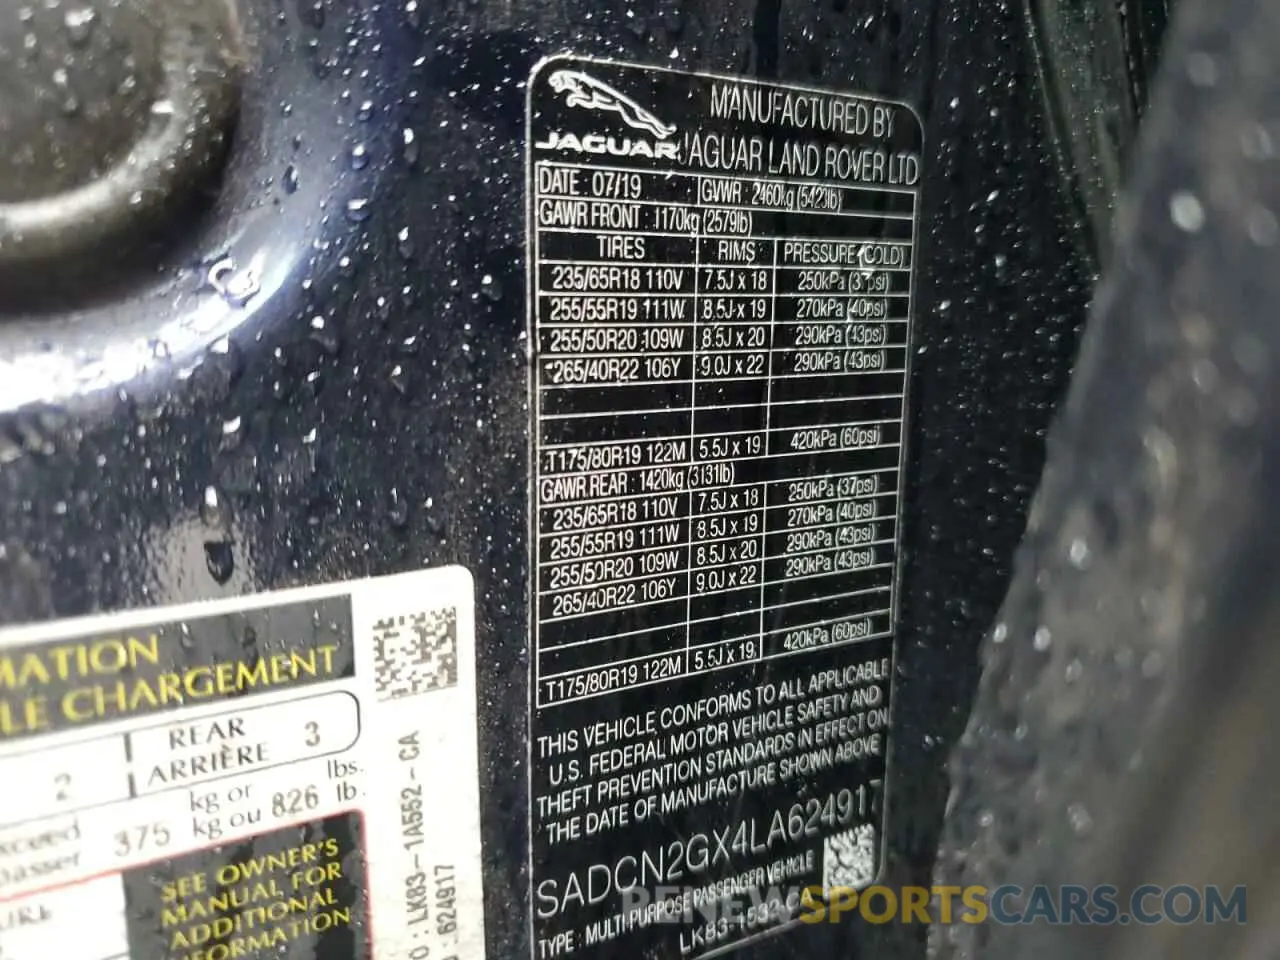 JAGUAR
MANUFACTURED BY
JAGUAR LAND ROVER LTD
DATE : 07/19 GVWR : 2460kg (5423lb)
GAWR FRONT : 1170kg (2579lb)
TIRES RIMS PRESSURE (COLD)
235/65R18 110V 7.5J x 18 250kPa (37psi)
255/55R19 111W 8.5J x 19 270kPa (40psi)
255/50R20 109W 8.5J x 20 290kPa (43psi)
265/40R22 106Y 9.0J x 22 290kPa (43psi)
T175/80R19 122M 5.5J x 19 420kPa (60psi)
GAWR REAR : 1420kg (3131lb)
235/65R18 110V 7.5J x 18 250kPa (37psi)
255/55R19 111W 8.5J x 19 270kPa (40psi)
255/50R20 109W 8.5J x 20 290kPa (43psi)
265/40R22 106Y 9.0J x 22 290kPa (43psi)
T175/80R19 122M 5.5J x 19 420kPa (60psi)
THIS VEHICLE CONFORMS TO ALL APPLICABLE
U.S. FEDERAL MOTOR VEHICLE SAFETY AND
THEFT PREVENTION STANDARDS IN EFFECT ON
THE DATE OF MANUFACTURE SHOWN ABOVE
SADCN2GX4LA624917
TYPE : MULTI-PURPOSE PASSENGER VEHICLE
LK83-1532-CA
MATION
LE CHARGEMENT
2 REAR 3
ARRIÈRE
xceed 375 kg or 826 lbs.
passer kg ou lb.
SEE OWNER'S
MANUAL FOR
ADDITIONAL
INFORMATION
: LK83-1A552-CA
: 624917
RENEWSPORTSCARS.COM